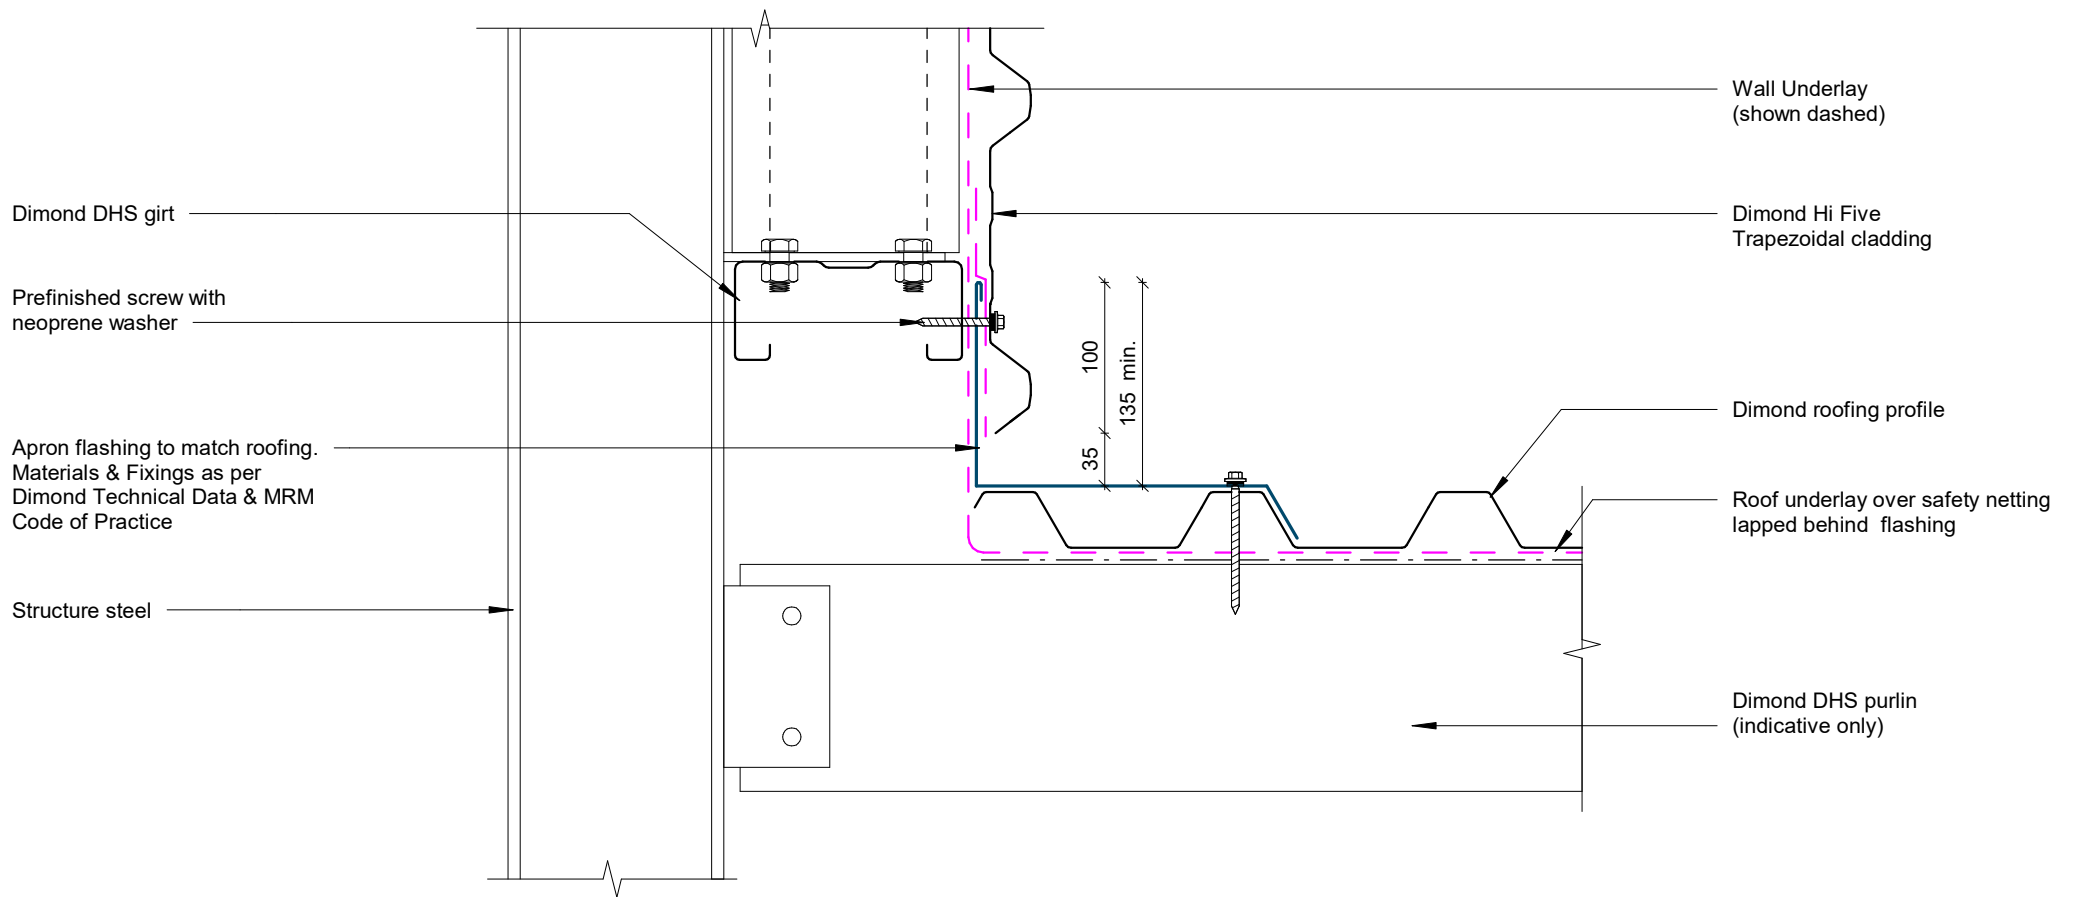 Wall Underlay
(shown dashed)
Dimond DHS girt
Dimond Hi Five
Trapezoidal cladding
Prefinished screw with
neoprene washer
100
135 min.
35
Dimond roofing profile
Apron flashing to match roofing.
Materials & Fixings as per
Dimond Technical Data & MRM
Code of Practice
Roof underlay over safety netting
lapped behind flashing
Structure steel
Dimond DHS purlin
(indicative only)